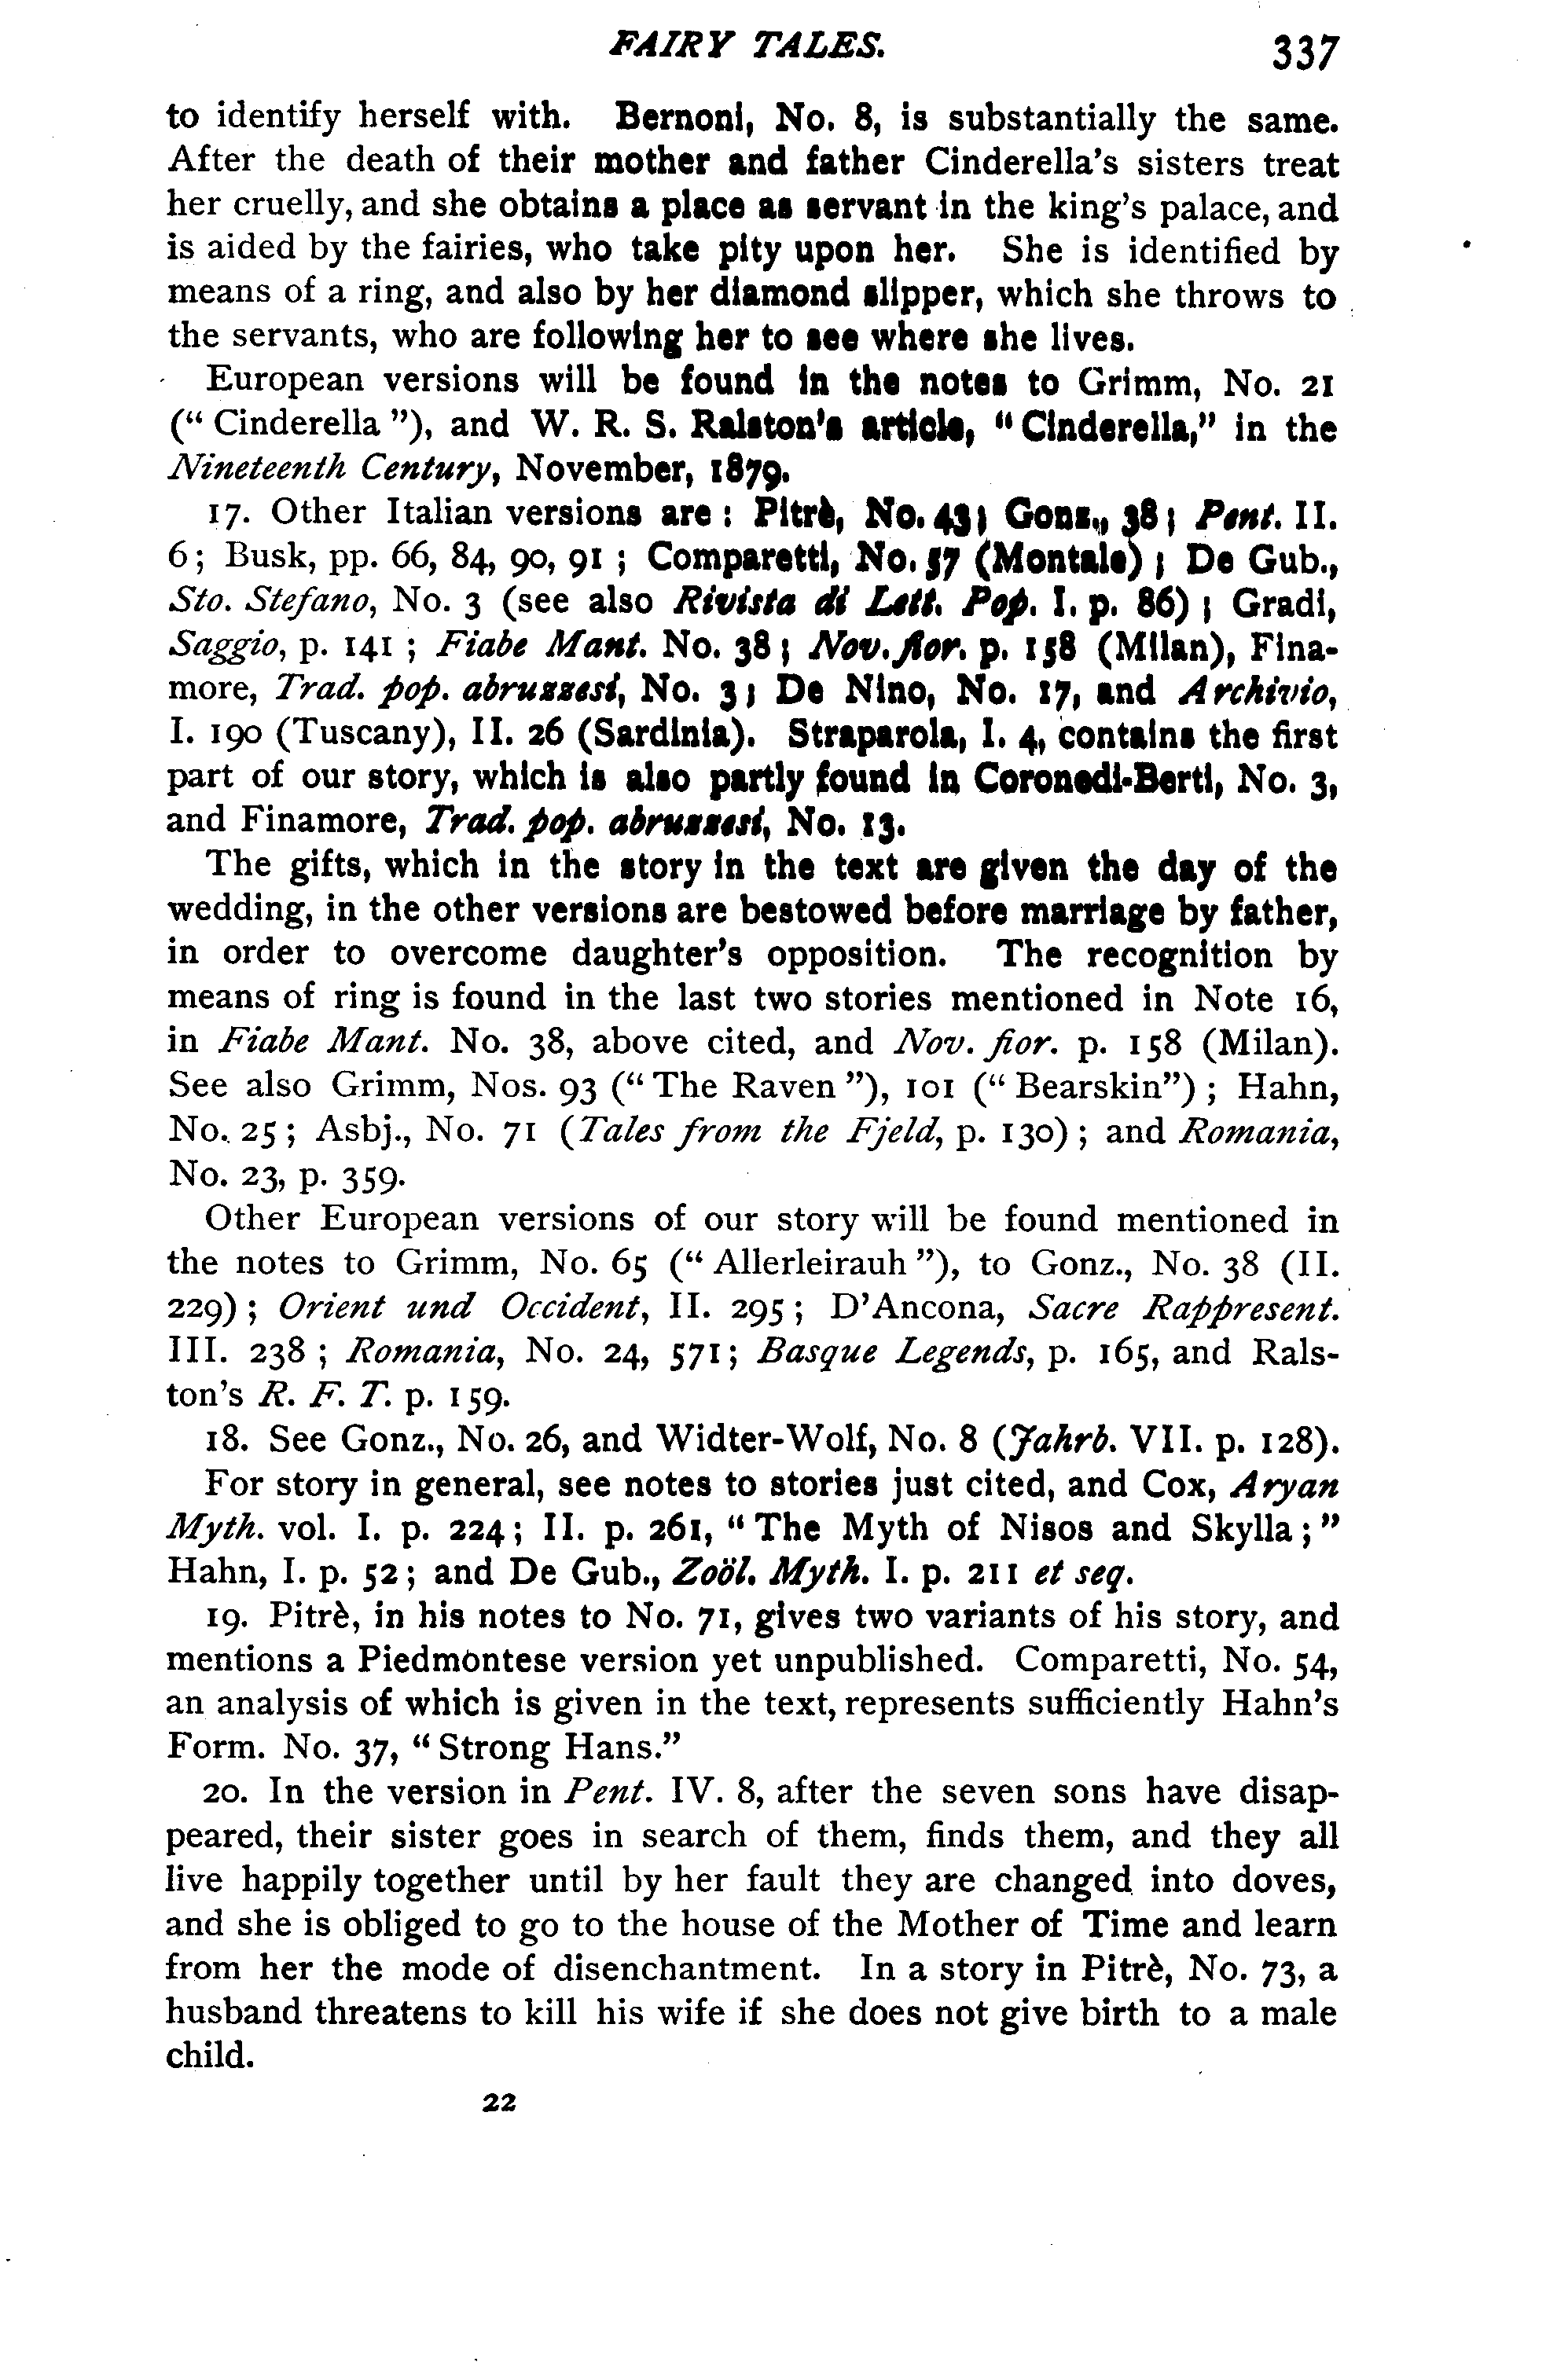 FAIRY TALES. 337
to identify herself with. Bernoni, No. 8, is substantially the same.
After the death of their mother and father Cinderella's sisters treat
her cruelly, and she obtains a place as servant in the king's palace, and
is aided by the fairies, who take pity upon her. She is identified by
means of a ring, and also by her diamond slipper, which she throws to
the servants, who are following her to see where she lives.
European versions will be found in the notes to Grimm, No. 21
(“Cinderella”), and W. R. S. Ralston's article, “Cinderella,” in the
Nineteenth Century, November, 1879.
17. Other Italian versions are: Pitrè, No. 43; Gonz., 38; Pent. II.
6; Busk, pp. 66, 84, 90, 91; Comparetti, No. 57 (Montale); De Gub.,
Sto. Stefano, No. 3 (see also Rivista di Lett. Pop. I. p. 86); Gradi,
Saggio, p. 141; Fiabe Mant. No. 38; Nov. fior. p. 158 (Milan), Fina-
more, Trad. pop. abruzzesi, No. 3; De Nino, No. 17, and Archivio,
I. 190 (Tuscany), II. 26 (Sardinia). Straparola, I. 4, contains the first
part of our story, which is also partly found in Coronedi-Berti, No. 3,
and Finamore, Trad. pop. abruzzesi, No. 13.
The gifts, which in the story in the text are given the day of the
wedding, in the other versions are bestowed before marriage by father,
in order to overcome daughter's opposition. The recognition by
means of ring is found in the last two stories mentioned in Note 16,
in Fiabe Mant. No. 38, above cited, and Nov. fior. p. 158 (Milan).
See also Grimm, Nos. 93 (“The Raven”), 101 (“Bearskin”); Hahn,
No. 25; Asbj., No. 71 (Tales from the Fjeld, p. 130); and Romania,
No. 23, p. 359.
Other European versions of our story will be found mentioned in
the notes to Grimm, No. 65 (“Allerleirauh”), to Gonz., No. 38 (II.
229); Orient und Occident, II. 295; D'Ancona, Sacre Rappresent.
III. 238; Romania, No. 24, 571; Basque Legends, p. 165, and Rals-
ton's R. F. T. p. 159.
18. See Gonz., No. 26, and Widter-Wolf, No. 8 (Jahrb. VII. p. 128).
For story in general, see notes to stories just cited, and Cox, Aryan
Myth. vol. I. p. 224; II. p. 261, “The Myth of Nisos and Skylla;”
Hahn, I. p. 52; and De Gub., Zoöl. Myth. I. p. 211 et seq.
19. Pitrè, in his notes to No. 71, gives two variants of his story, and
mentions a Piedmontese version yet unpublished. Comparetti, No. 54,
an analysis of which is given in the text, represents sufficiently Hahn's
Form. No. 37, “Strong Hans.”
20. In the version in Pent. IV. 8, after the seven sons have disap-
peared, their sister goes in search of them, finds them, and they all
live happily together until by her fault they are changed into doves,
and she is obliged to go to the house of the Mother of Time and learn
from her the mode of disenchantment. In a story in Pitrè, No. 73, a
husband threatens to kill his wife if she does not give birth to a male
child.
22